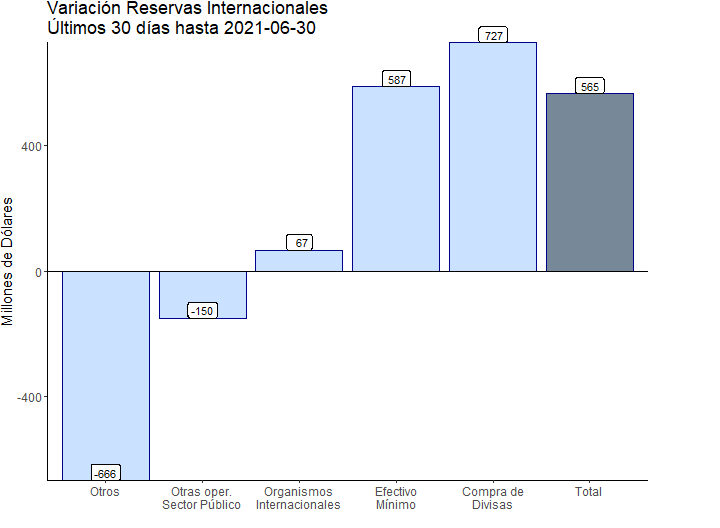 Variación Reservas Internacionales
Últimos 30 días hasta 2021-06-30
Millones de Dólares
400
0
-400
-666
-150
67
587
727
565
Otros
Otras oper.
Sector Público
Organismos
Internacionales
Efectivo
Mínimo
Compra de
Divisas
Total